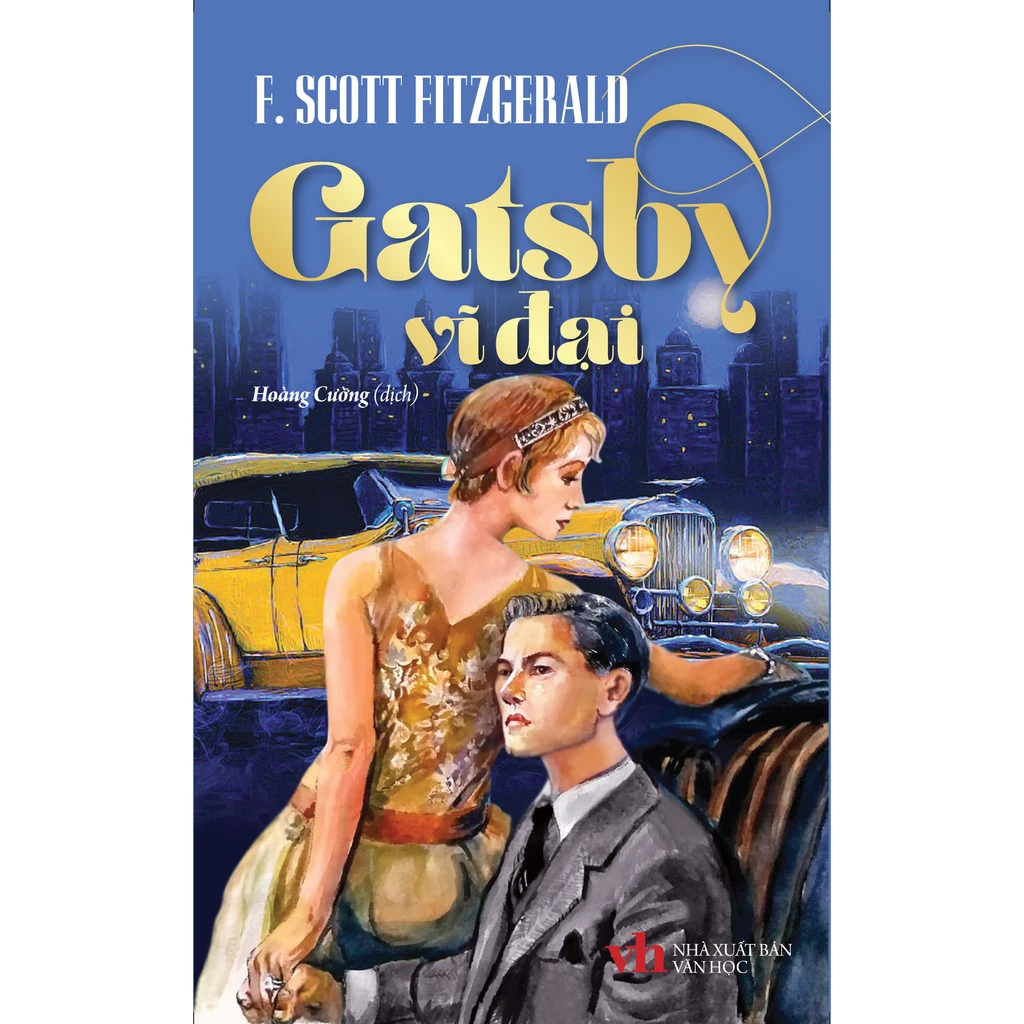 F. SCOTT FITZGERALD
Gatsby
vĩ đại
Hoàng Cường (dịch)
vh NHÀ XUẤT BẢN
VĂN HỌC